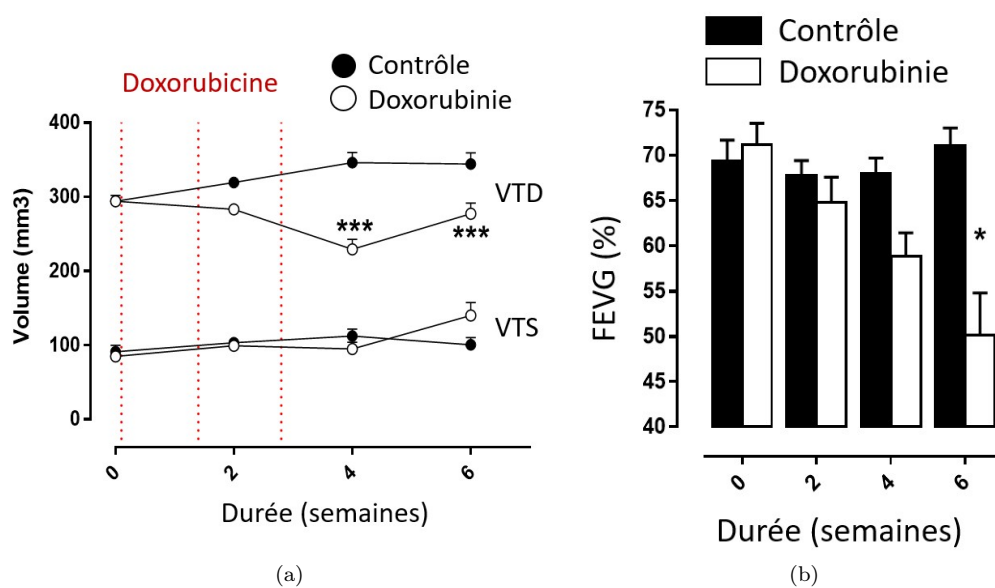 Doxorubicine
Contrôle
Doxorubinie
Volume (mm3)
400
300
200
100
0
***
***
VTD
VTS
0
2
4
6
Durée (semaines)
(a)
Contrôle
Doxorubinie
FEVG (%)
75
70
65
60
55
50
45
40
*
0
2
4
6
Durée (semaines)
(b)